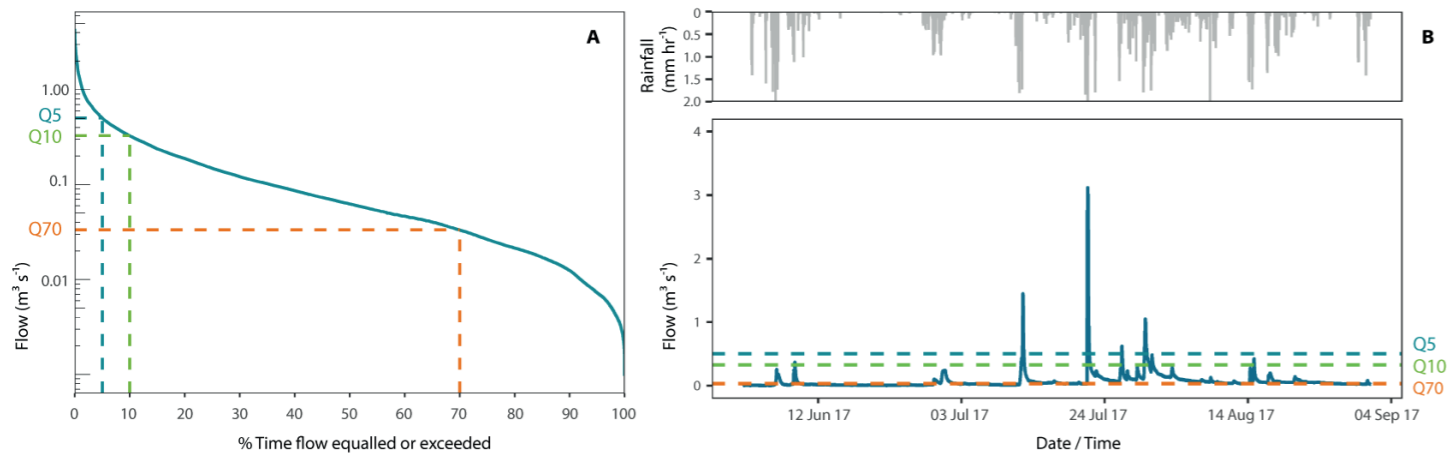 A
1.00
Q5
Q10
0.1
Q70
0.01
Flow (m³ s⁻¹)
0 10 20 30 40 50 60 70 80 90 100
% Time flow equalled or exceeded
B
Rainfall
(mm hr⁻¹)
0
0.5
1.0
1.5
2.0
4
3
2
1
0
Flow (m³ s⁻¹)
Q5
Q10
Q70
12 Jun 17 03 Jul 17 24 Jul 17 14 Aug 17 04 Sep 17
Date / Time